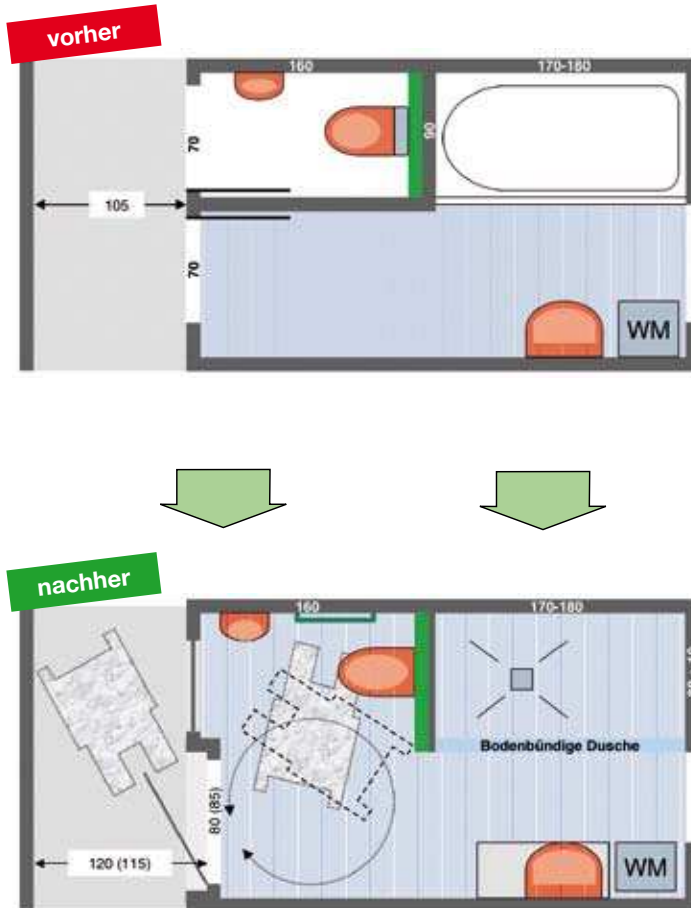 vorher
160
170-180
70
90
105
70
WM
nachher
160
170-180
Bodenbündige Dusche
80 (85)
120 (115)
WM